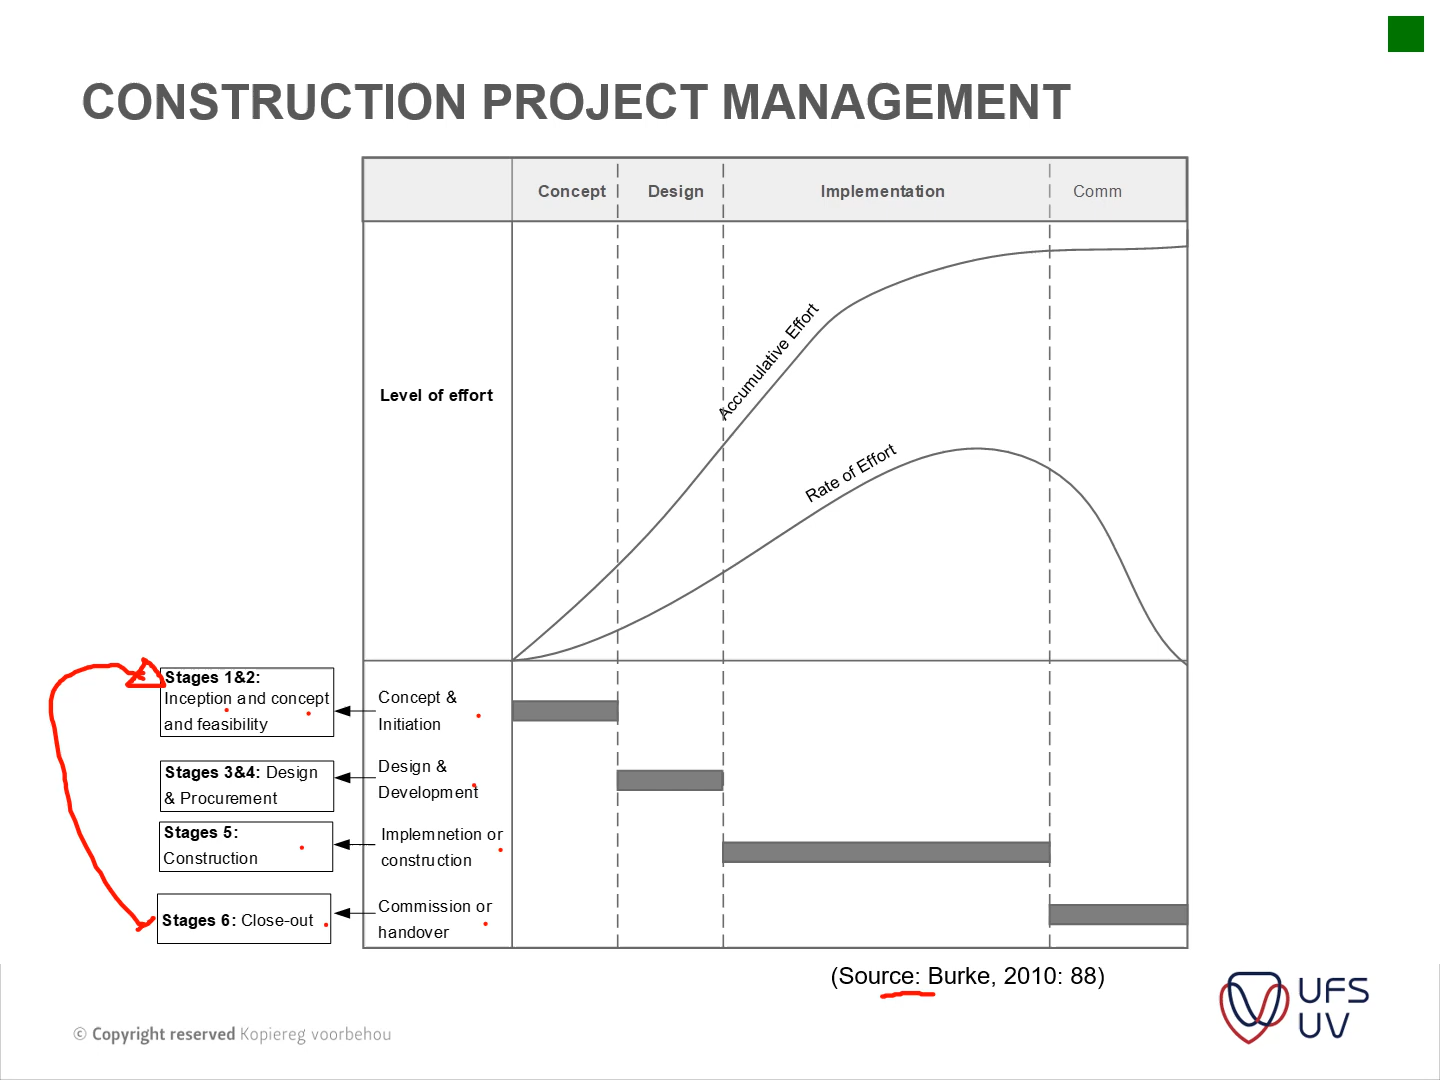 CONSTRUCTION PROJECT MANAGEMENT
Concept Design Implementation Comm
Level of effort
Accumulative Effort
Rate of Effort
Stages 1&2:
Inception and concept
and feasibility
Concept &
Initiation
Stages 3&4: Design
& Procurement
Design &
Development
Stages 5:
Construction
Implemnetion or
construction
Stages 6: Close-out
Commission or
handover
(Source: Burke, 2010: 88)
© Copyright reserved Kopiereg voorbehou
UFS
UV